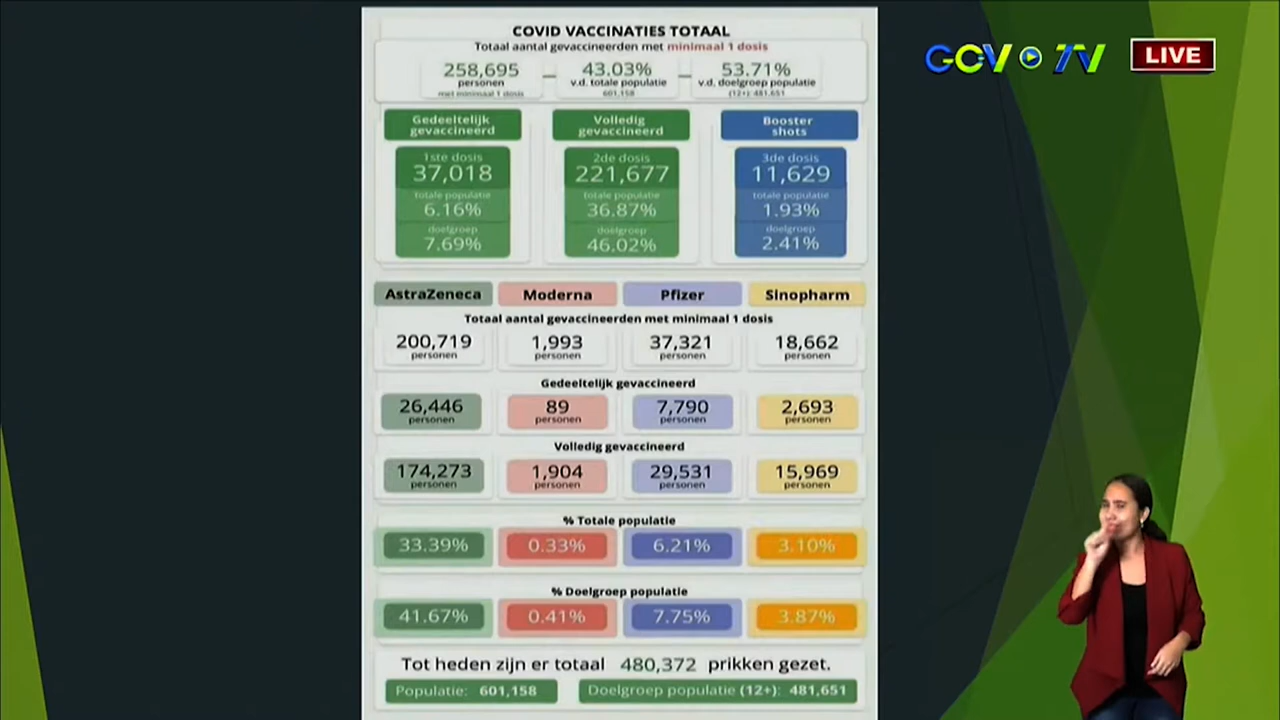 COVID VACCINATIES TOTAAL
Totaal aantal gevaccineerden met minimaal 1 dosis
258,695 43.03% 53.71%
personen v.d. totale populatie v.d. doelgroep populatie
met minimaal 1 dosis 601,158 (12+): 481,651
GCV TV LIVE
Gedeeltelijk gevaccineerd
1ste dosis
37,018
totale populatie
6.16%
doelgroep
7.69%
Volledig gevaccineerd
2de dosis
221,677
totale populatie
36.87%
doelgroep
46.02%
Booster shots
3de dosis
11,629
totale populatie
1.93%
doelgroep
2.41%
AstraZeneca Moderna Pfizer Sinopharm
Totaal aantal gevaccineerden met minimaal 1 dosis
200,719 1,993 37,321 18,662
personen personen personen personen
Gedeeltelijk gevaccineerd
26,446 89 7,790 2,693
personen personen personen personen
Volledig gevaccineerd
174,273 1,904 29,531 15,969
personen personen personen personen
% Totale populatie
33.39% 0.33% 6.21% 3.10%
% Doelgroep populatie
41.67% 0.41% 7.75% 3.87%
Tot heden zijn er totaal 480,372 prikken gezet.
Populatie: 601,158 Doelgroep populatie (12+): 481,651